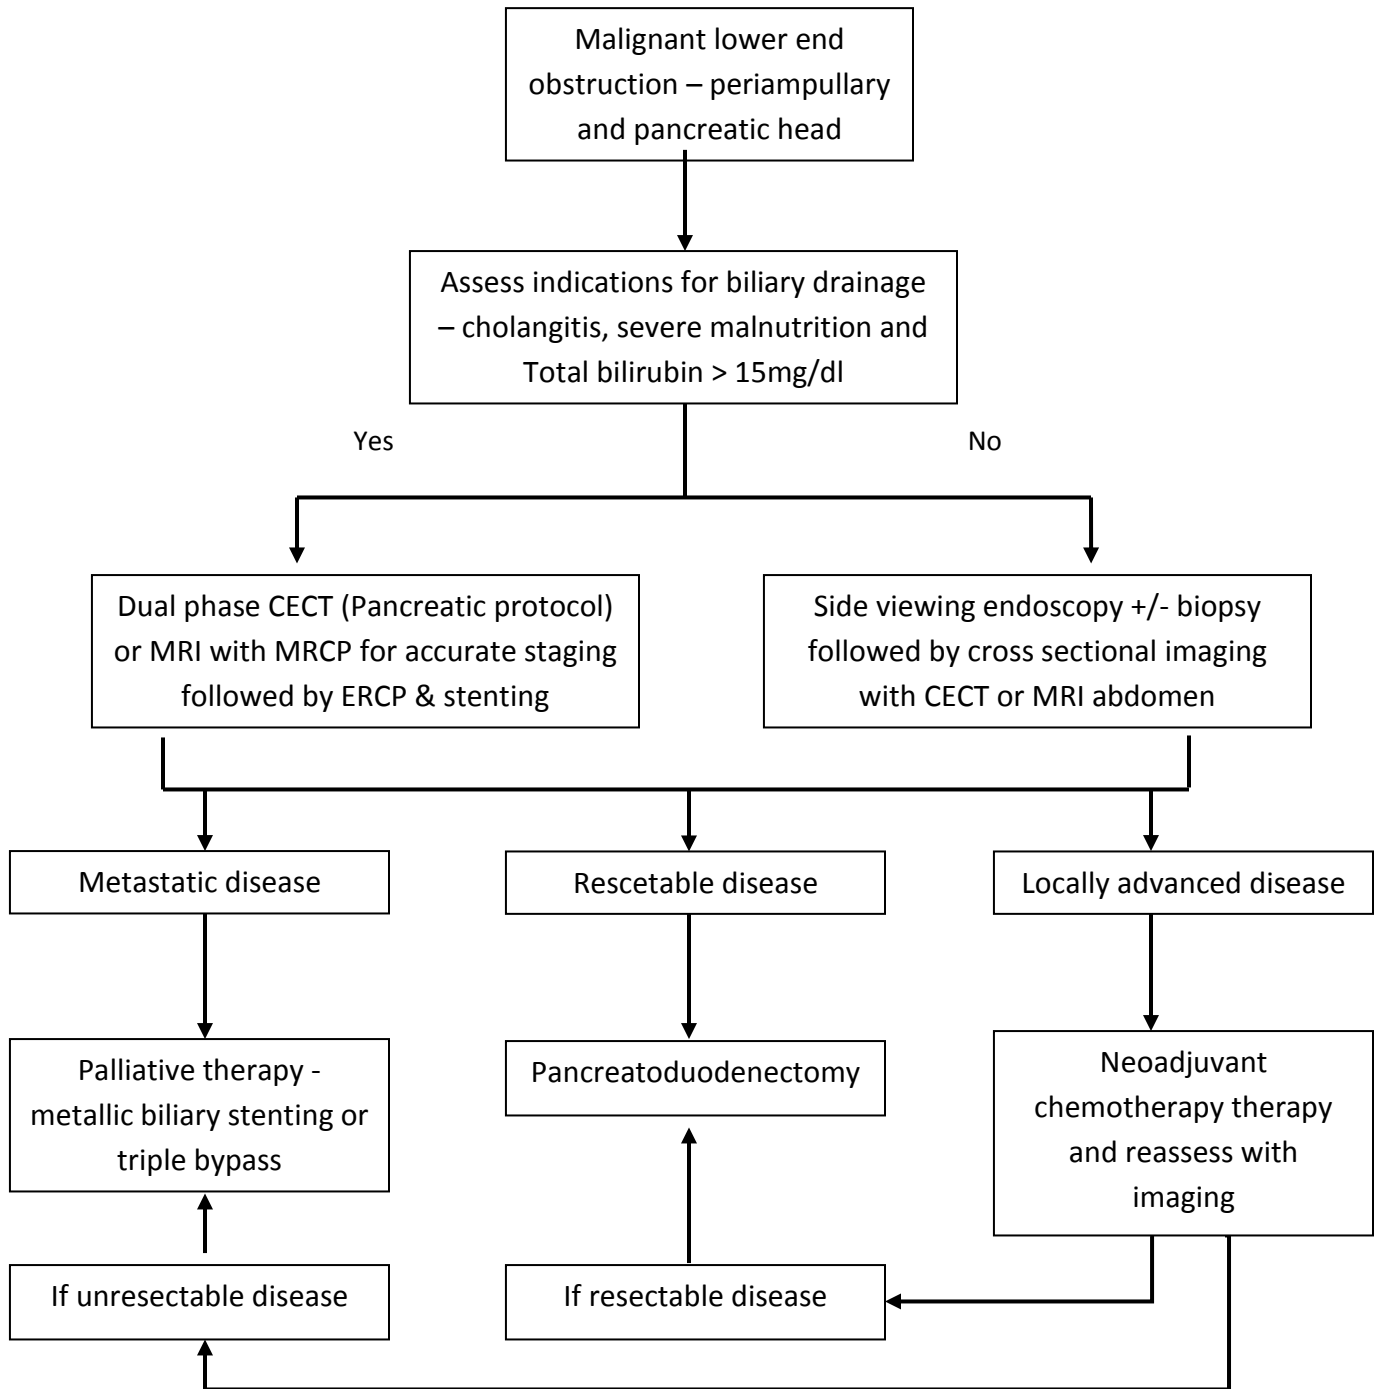 Malignant lower end
obstruction – periampullary
and pancreatic head
Assess indications for biliary drainage
– cholangitis, severe malnutrition and
Total bilirubin > 15mg/dl
Yes
No
Dual phase CECT (Pancreatic protocol)
or MRI with MRCP for accurate staging
followed by ERCP & stenting
Side viewing endoscopy +/- biopsy
followed by cross sectional imaging
with CECT or MRI abdomen
Metastatic disease
Rescetable disease
Locally advanced disease
Palliative therapy -
metallic biliary stenting or
triple bypass
Pancreatoduodenectomy
Neoadjuvant
chemotherapy therapy
and reassess with
imaging
If unresectable disease
If resectable disease